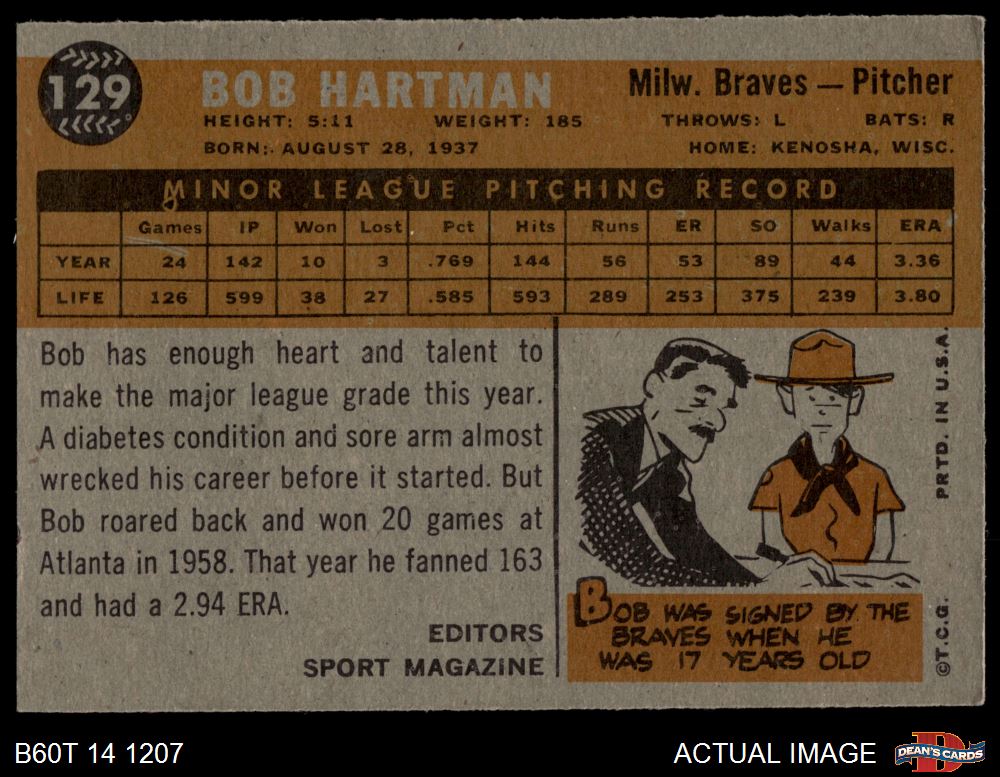 129
BOB HARTMAN
Milw. Braves — Pitcher
HEIGHT: 5:11 WEIGHT: 185 THROWS: L BATS: R
BORN: AUGUST 28, 1937 HOME: KENOSHA, WISC.
MINOR LEAGUE PITCHING RECORD
Games IP Won Lost Pct Hits Runs ER SO Walks ERA
YEAR 24 142 10 3 .769 144 56 53 89 44 3.36
LIFE 126 599 38 27 .585 593 289 253 375 239 3.80
Bob has enough heart and talent to
make the major league grade this year.
A diabetes condition and sore arm almost
wrecked his career before it started. But
Bob roared back and won 20 games at
Atlanta in 1958. That year he fanned 163
and had a 2.94 ERA.
EDITORS
SPORT MAGAZINE
BOB WAS SIGNED BY THE
BRAVES WHEN HE
WAS 17 YEARS OLD
©T.C.G. PRTD. IN U.S.A.
B60T 14 1207
ACTUAL IMAGE
DEAN'S CARDS